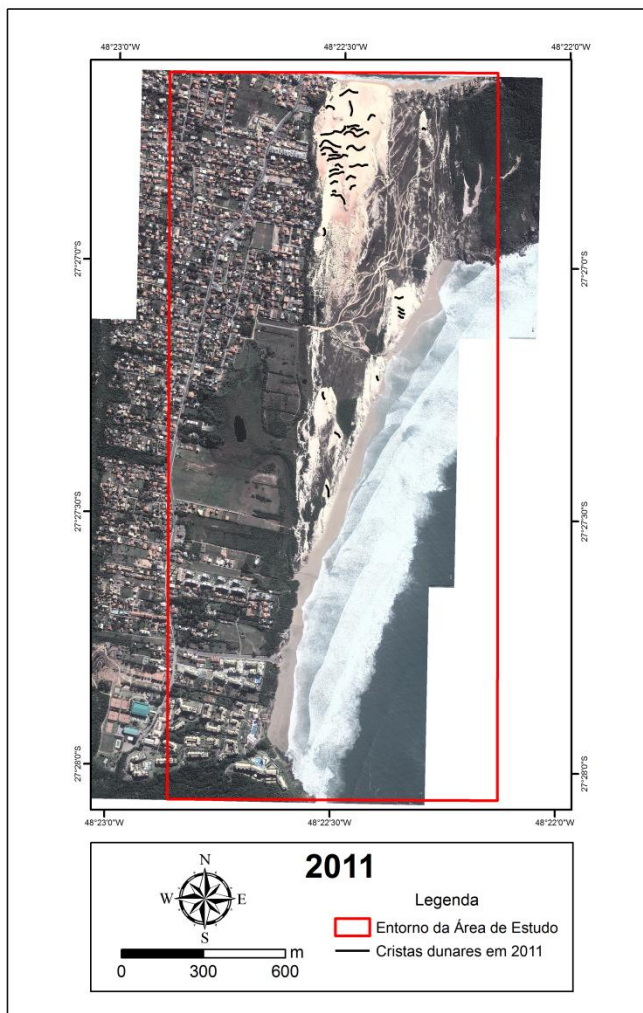 48°23'0"W 48°22'30"W 48°22'0"W
27°27'0"S 27°27'0"S
27°27'30"S 27°27'30"S
27°28'0"S 27°28'0"S
48°23'0"W 48°22'30"W 48°22'0"W
2011
N
W E
S
Legenda
Entorno da Área de Estudo
Cristas dunares em 2011
m
0 300 600